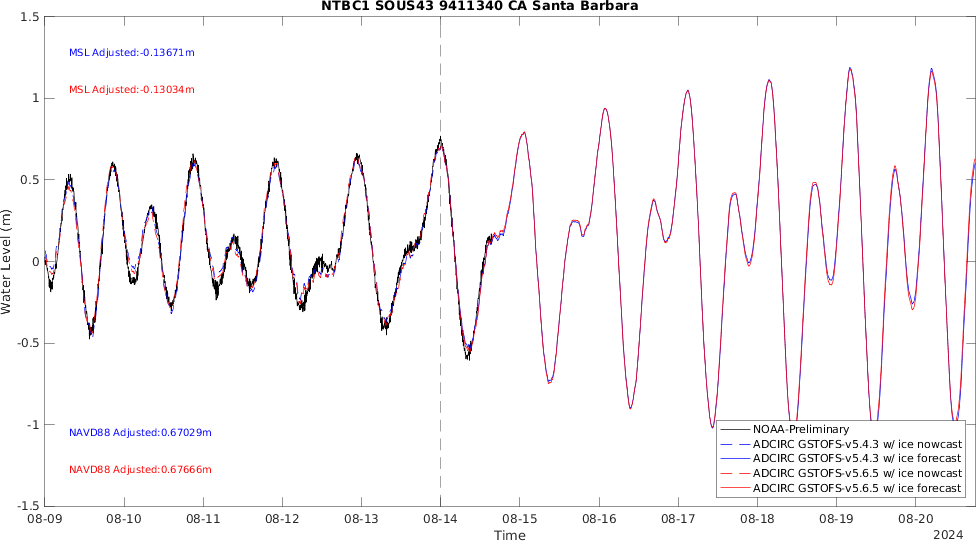 NTBC1 SOUS43 9411340 CA Santa Barbara
1.5
1
0.5
0
-0.5
-1
-1.5
Water Level (m)
MSL Adjusted:-0.13671m
MSL Adjusted:-0.13034m
NAVD88 Adjusted:0.67029m
NAVD88 Adjusted:0.67666m
NOAA-Preliminary
ADCIRC GSTOFS-v5.4.3 w/ ice nowcast
ADCIRC GSTOFS-v5.4.3 w/ ice forecast
ADCIRC GSTOFS-v5.6.5 w/ ice nowcast
ADCIRC GSTOFS-v5.6.5 w/ ice forecast
08-09 08-10 08-11 08-12 08-13 08-14 08-15 08-16 08-17 08-18 08-19 08-20
Time
2024